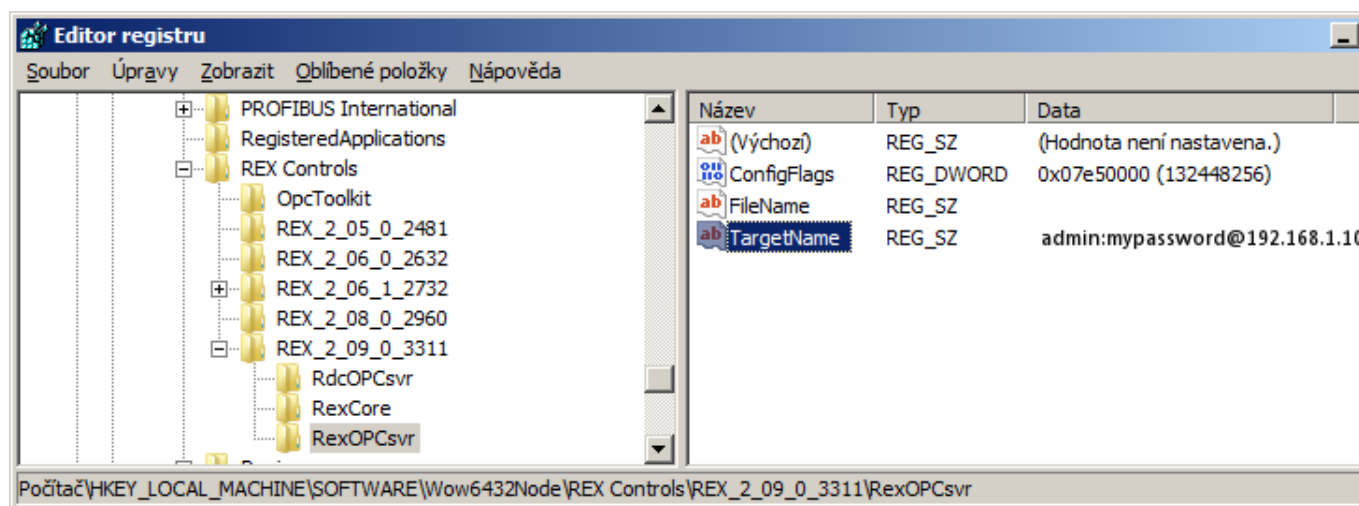 Editor registru
Soubor Úpravy Zobrazit Oblíbené položky Nápověda
PROFIBUS International
RegisteredApplications
REX Controls
OpcToolkit
REX_2_05_0_2481
REX_2_06_0_2632
REX_2_06_1_2732
REX_2_08_0_2960
REX_2_09_0_3311
RdcOPCsvr
RexCore
RexOPCsvr
Název Typ Data
(Výchozí) REG_SZ (Hodnota není nastavena.)
ConfigFlags REG_DWORD 0x07e50000 (132448256)
FileName REG_SZ
TargetName REG_SZ admin:mypassword@192.168.1.10
Počítač\HKEY_LOCAL_MACHINE\SOFTWARE\Wow6432Node\REX Controls\REX_2_09_0_3311\RexOPCsvr